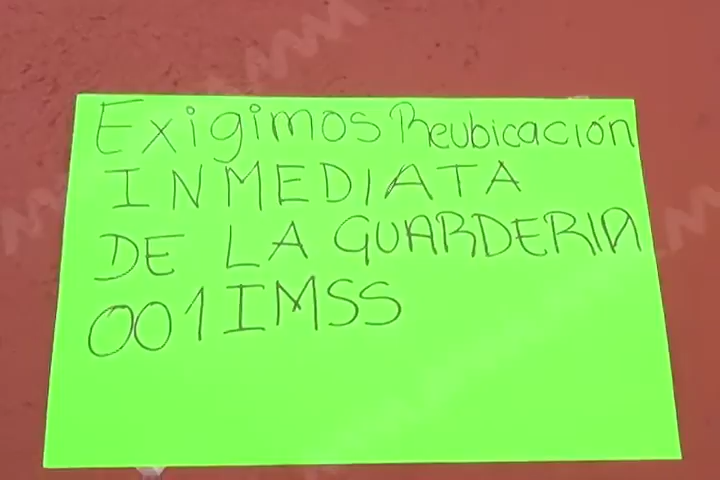 Exigimos Reubicación
INMEDIATA
DE LA GUARDERIA
001 IMSS